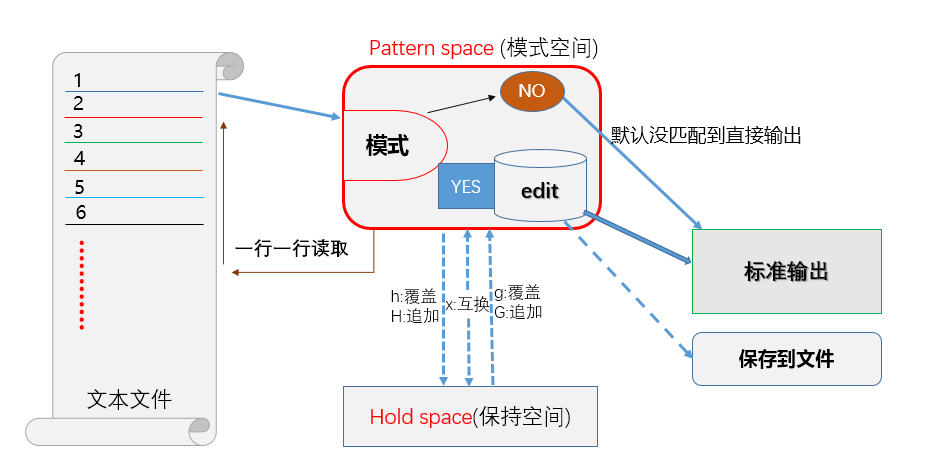 Pattern space (模式空间)
1
2
3
4
5
6
文本文件
模式
NO
YES
edit
默认没匹配到直接输出
一行一行读取
h:覆盖
H:追加
x:互换
g:覆盖
G:追加
标准输出
保存到文件
Hold space(保持空间)